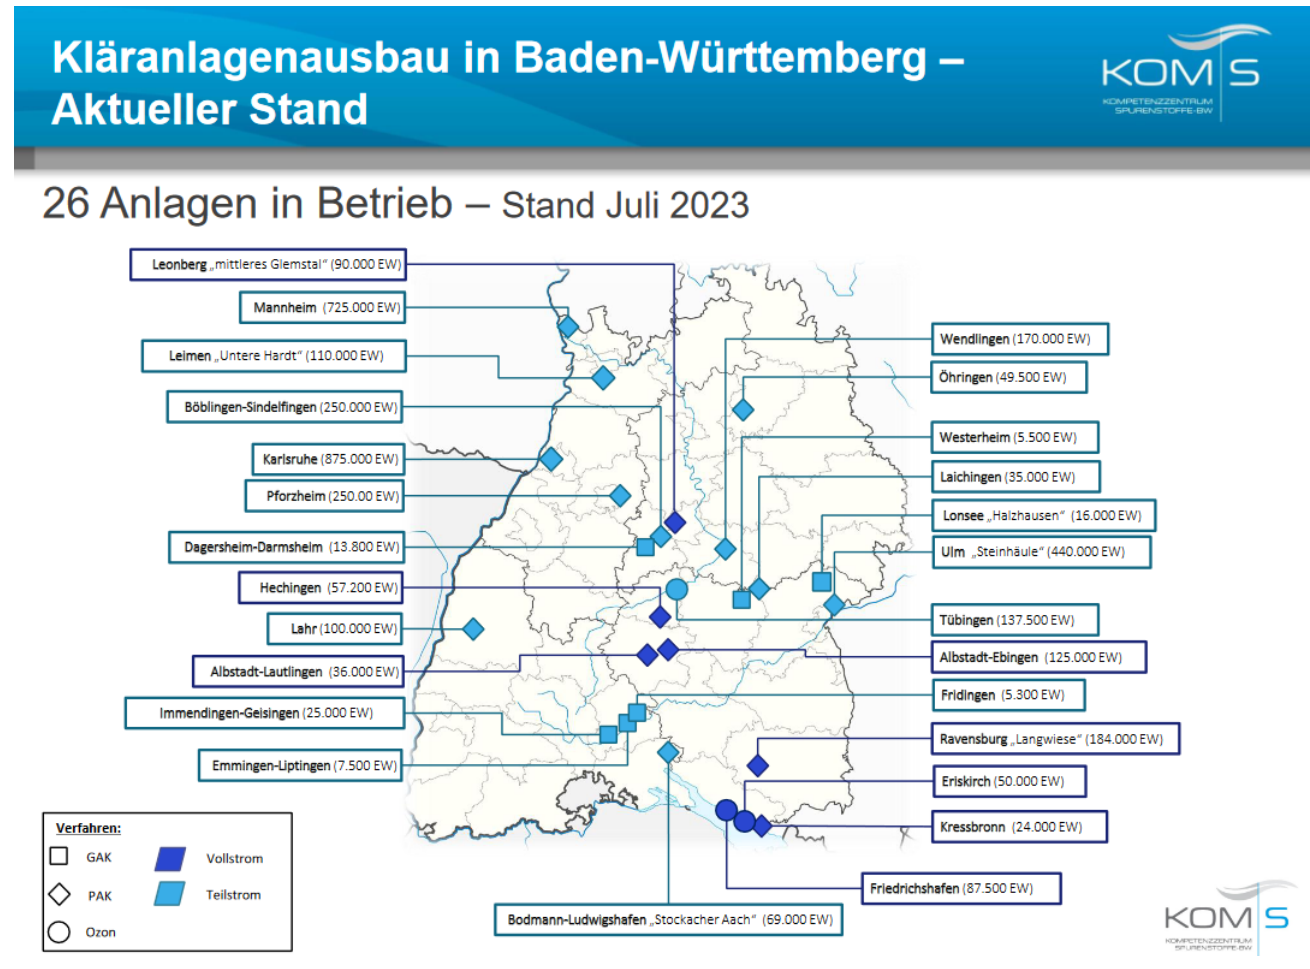 Kläranlagenausbau in Baden-Württemberg –
Aktueller Stand
KOM S
KOMPETENZZENTRUM
SPURENSTOFFE-BW
26 Anlagen in Betrieb – Stand Juli 2023
Leonberg „mittleres Glemstal“ (90.000 EW)
Mannheim (725.000 EW)
Leimen „Untere Hardt“ (110.000 EW)
Böblingen-Sindelfingen (250.000 EW)
Karlsruhe (875.000 EW)
Pforzheim (250.00 EW)
Dagersheim-Darmsheim (13.800 EW)
Hechingen (57.200 EW)
Lahr (100.000 EW)
Albstadt-Lautlingen (36.000 EW)
Immendingen-Geisingen (25.000 EW)
Emmingen-Liptingen (7.500 EW)
Wendlingen (170.000 EW)
Öhringen (49.500 EW)
Westerheim (5.500 EW)
Laichingen (35.000 EW)
Lonsee „Halzhausen“ (16.000 EW)
Ulm „Steinhäule“ (440.000 EW)
Tübingen (137.500 EW)
Albstadt-Ebingen (125.000 EW)
Fridingen (5.300 EW)
Ravensburg „Langwiese“ (184.000 EW)
Eriskirch (50.000 EW)
Kressbronn (24.000 EW)
Friedrichshafen (87.500 EW)
Bodmann-Ludwigshafen „Stockacher Aach“ (69.000 EW)
Verfahren:
GAK Vollstrom
PAK Teilstrom
Ozon
KOM S
KOMPETENZZENTRUM
SPURENSTOFFE-BW